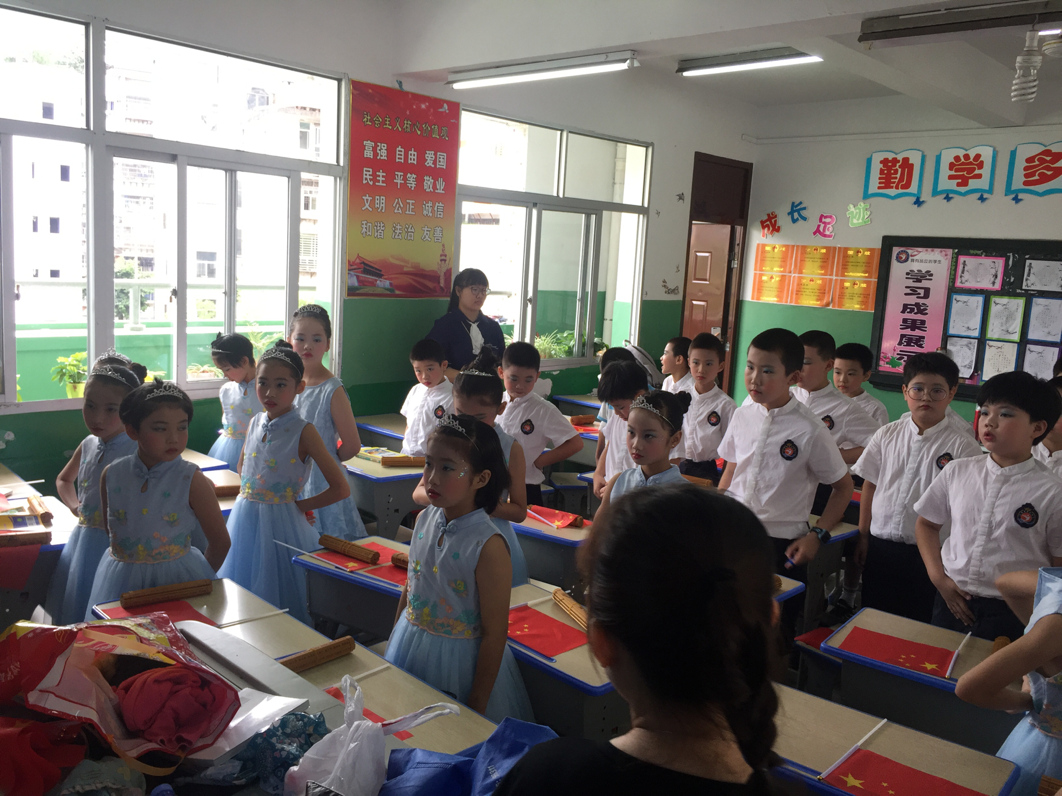 社会主义核心价值观
富强 自由 爱国
民主 平等 敬业
文明 公正 诚信
和谐 法治 友善
勤学多
成长足迹
学习成果展